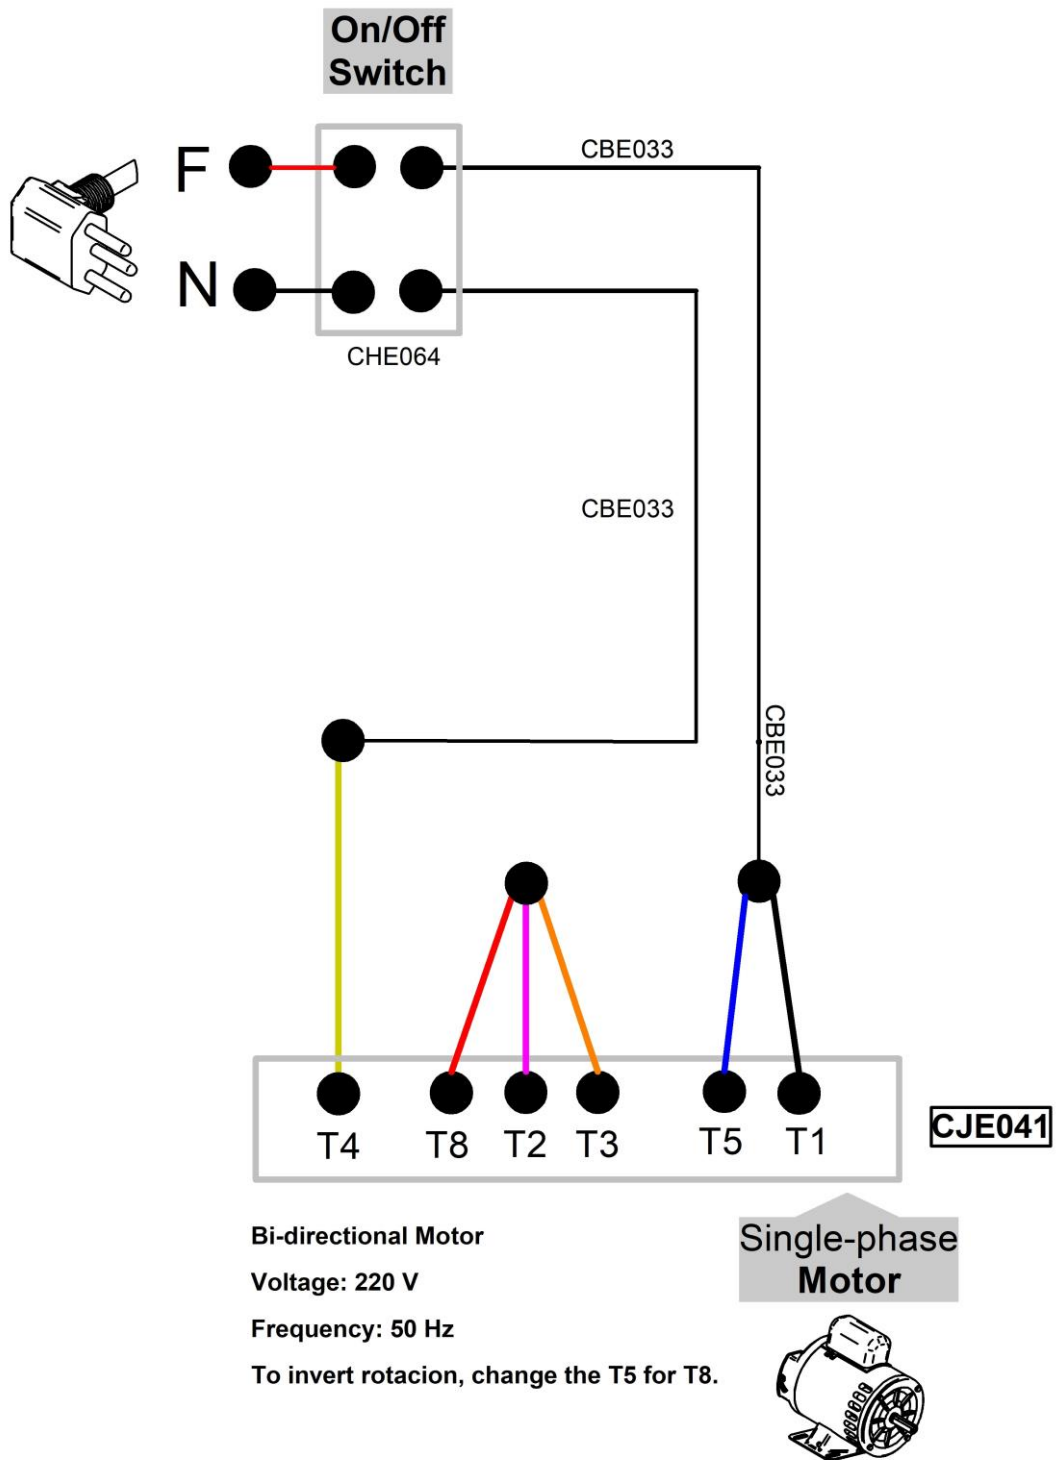 On/Off
Switch
F
CBE033
N
CHE064
CBE033
CBE033
T4 T8 T2 T3 T5 T1
CJE041
Bi-directional Motor
Voltage: 220 V
Frequency: 50 Hz
To invert rotacion, change the T5 for T8.
Single-phase
Motor